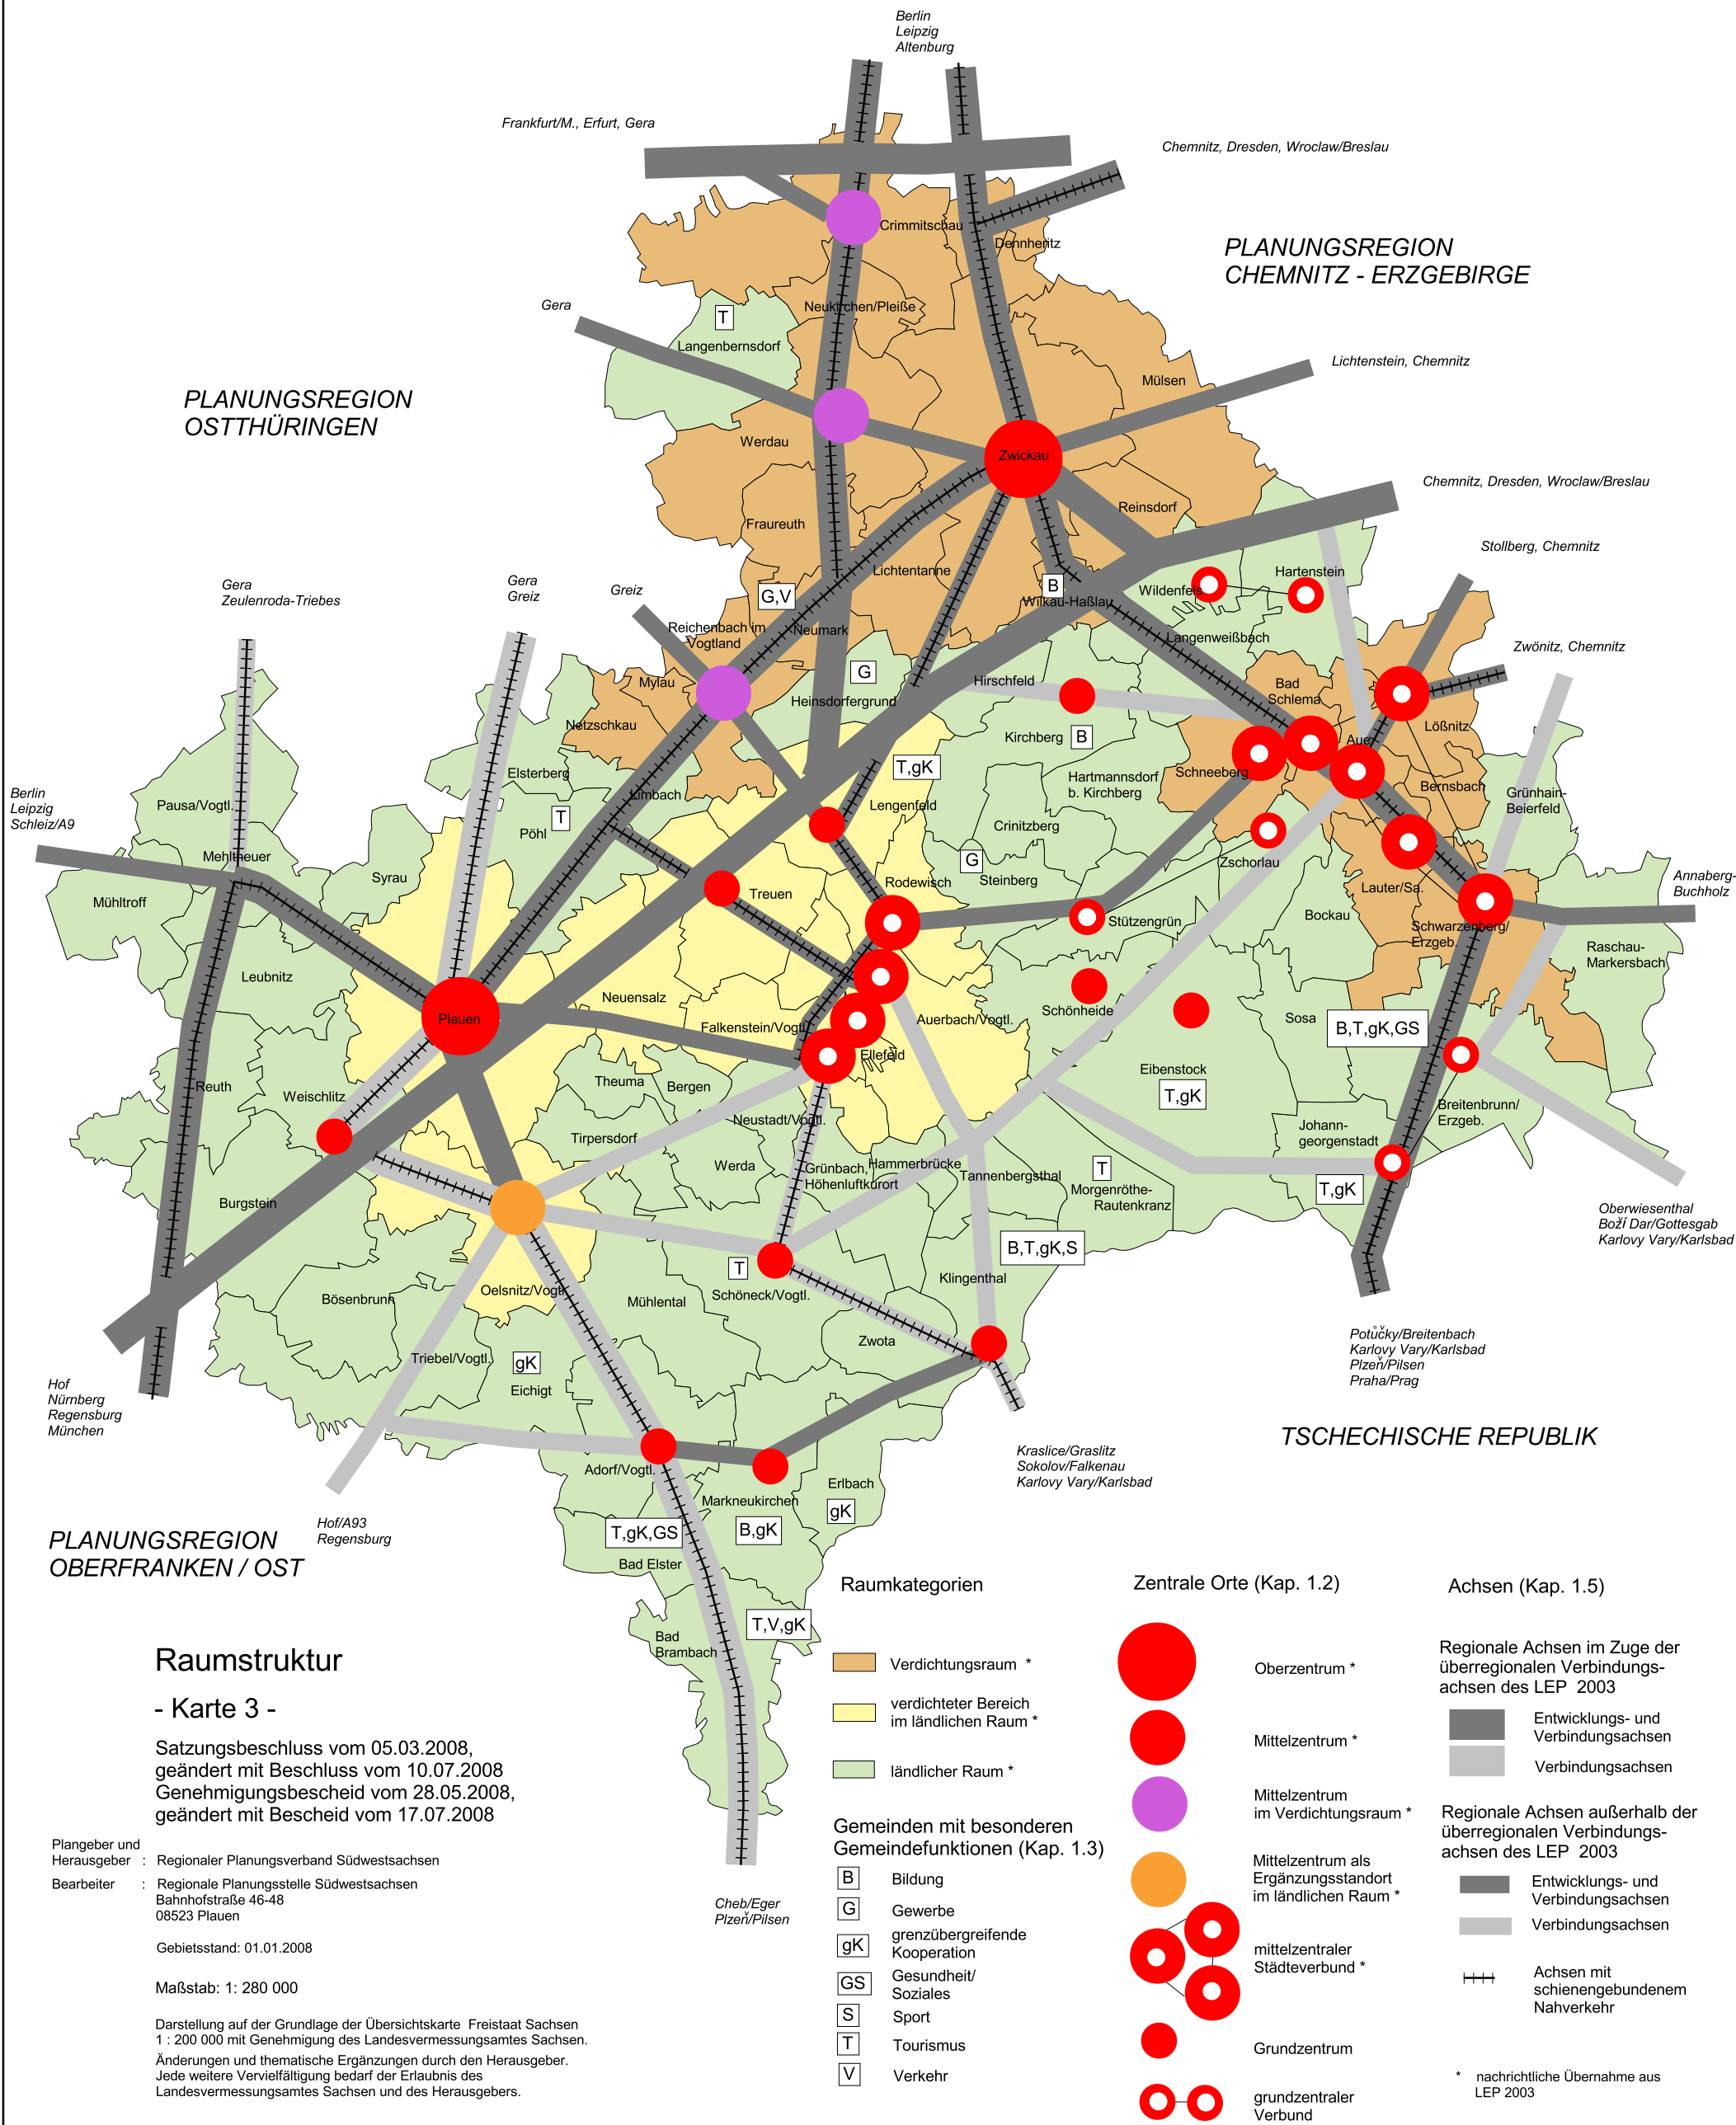 Berlin
Leipzig
Altenburg
Frankfurt/M., Erfurt, Gera
Chemnitz, Dresden, Wroclaw/Breslau
Crimmitschau
Dennheritz
PLANUNGSREGION
CHEMNITZ - ERZGEBIRGE
Gera
Neukirchen/Pleiße
T
Langenbernsdorf
Lichtenstein, Chemnitz
Mülsen
PLANUNGSREGION
OSTTHÜRINGEN
Werdau
Zwickau
Chemnitz, Dresden, Wroclaw/Breslau
Reinsdorf
Fraureuth
Stollberg, Chemnitz
Lichtentanne
Hartenstein
Gera
Zeulenroda-Triebes
Gera
Greiz
Greiz
G,V
B
Wildenfels
Wilkau-Haßlau
Reichenbach im
Vogtland
Neumark
Langenweißbach
Zwönitz, Chemnitz
G
Hirschfeld
Mylau
Bad
Schlema
Heinsdorfergrund
Netzschkau
Lößnitz
Kirchberg
B
Aue
T,gK
Elsterberg
Schneeberg
Hartmannsdorf
b. Kirchberg
Bernsbach
Grünhain-
Beierfeld
Berlin
Leipzig
Schleiz/A9
Limbach
Pausa/Vogtl.
Lengenfeld
T
Pöhl
Crinitzberg
Mehltheuer
G
Zschorlau
Syrau
Steinberg
Rodewisch
Annaberg-
Buchholz
Lauter/Sa.
Treuen
Mühltroff
Bockau
Stützengrün
Schwarzenberg/
Erzgeb.
Raschau-
Markersbach
Leubnitz
Neuensalz
Schönheide
Plauen
Falkenstein/Vogtl.
Auerbach/Vogtl.
Sosa
B,T,gK,GS
Ellefeld
Eibenstock
T,gK
Theuma
Bergen
Reuth
Weischlitz
Neustadt/Vogtl.
Breitenbrunn/
Erzgeb.
Johann-
georgenstadt
Tirpersdorf
Werda
Grünbach,
Höhenluftkurort
Hammerbrücke
Tannenbergsthal
T
Morgenröthe-
Rautenkranz
T,gK
Burgstein
Oberwiesenthal
Boží Dar/Gottesgab
Karlovy Vary/Karlsbad
B,T,gK,S
T
Klingenthal
Oelsnitz/Vogtl.
Bösenbrunn
Mühlental
Schöneck/Vogtl.
Zwota
Potůčky/Breitenbach
Karlovy Vary/Karlsbad
Plzeň/Pilsen
Praha/Prag
Triebel/Vogtl.
gK
Eichigt
Hof
Nürnberg
Regensburg
München
TSCHECHISCHE REPUBLIK
Kraslice/Graslitz
Sokolov/Falkenau
Karlovy Vary/Karlsbad
Adorf/Vogtl.
Erlbach
gK
Markneukirchen
B,gK
Hof/A93
Regensburg
T,gK,GS
Bad Elster
PLANUNGSREGION
OBERFRANKEN / OST
T,V,gK
Bad
Brambach
Cheb/Eger
Plzeň/Pilsen
Raumstruktur
- Karte 3 -
Satzungsbeschluss vom 05.03.2008,
geändert mit Beschluss vom 10.07.2008
Genehmigungsbescheid vom 28.05.2008,
geändert mit Bescheid vom 17.07.2008
Plangeber und
Herausgeber : Regionaler Planungsverband Südwestsachsen
Bearbeiter : Regionale Planungsstelle Südwestsachsen
Bahnhofstraße 46-48
08523 Plauen
Gebietsstand: 01.01.2008
Maßstab: 1: 280 000
Darstellung auf der Grundlage der Übersichtskarte Freistaat Sachsen
1 : 200 000 mit Genehmigung des Landesvermessungsamtes Sachsen.
Änderungen und thematische Ergänzungen durch den Herausgeber.
Jede weitere Vervielfältigung bedarf der Erlaubnis des
Landesvermessungsamtes Sachsen und des Herausgebers.
Raumkategorien
Verdichtungsraum *
verdichteter Bereich
im ländlichen Raum *
ländlicher Raum *
Gemeinden mit besonderen
Gemeindefunktionen (Kap. 1.3)
B Bildung
G Gewerbe
gK grenzübergreifende
Kooperation
GS Gesundheit/
Soziales
S Sport
T Tourismus
V Verkehr
Zentrale Orte (Kap. 1.2)
Oberzentrum *
Mittelzentrum *
Mittelzentrum
im Verdichtungsraum *
Mittelzentrum als
Ergänzungsstandort
im ländlichen Raum *
mittelzentraler
Städteverbund *
Grundzentrum
grundzentraler
Verbund
Achsen (Kap. 1.5)
Regionale Achsen im Zuge der
überregionalen Verbindungs-
achsen des LEP 2003
Entwicklungs- und
Verbindungsachsen
Verbindungsachsen
Regionale Achsen außerhalb der
überregionalen Verbindungs-
achsen des LEP 2003
Entwicklungs- und
Verbindungsachsen
Verbindungsachsen
Achsen mit
schienengebundenem
Nahverkehr
* nachrichtliche Übernahme aus
LEP 2003